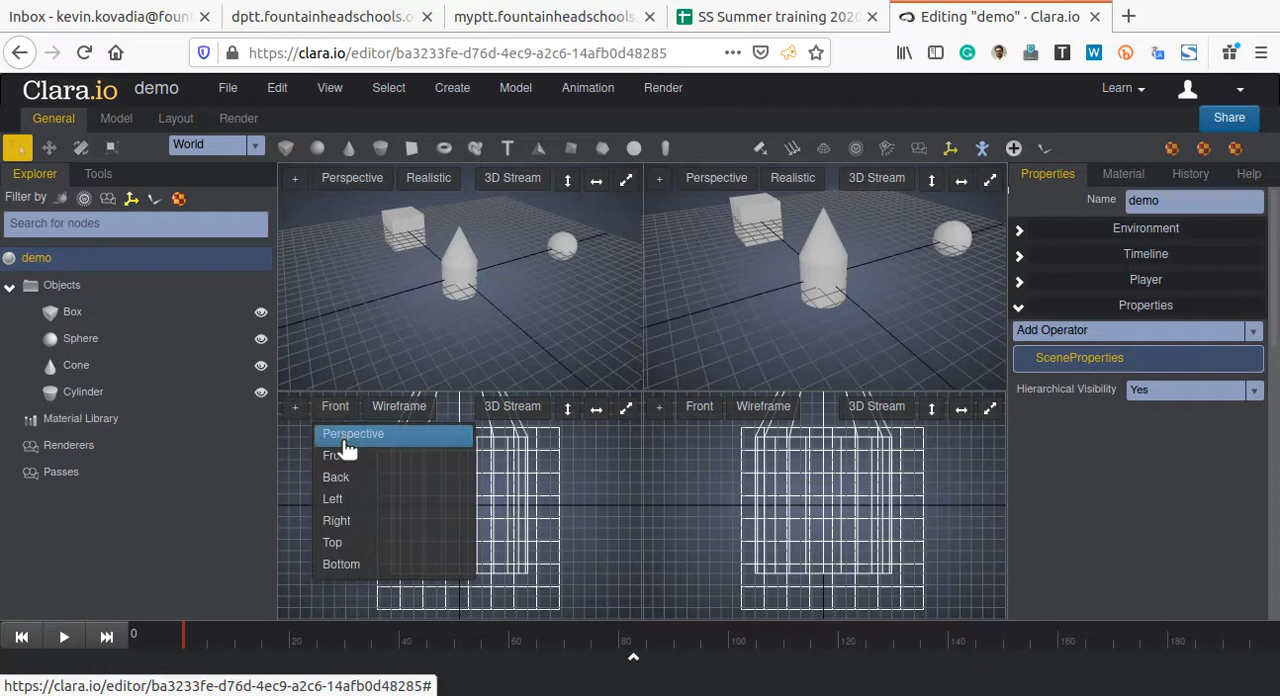 Inbox - kevin.kovadia@foun
dptt.fountainheadschools.o
myptt.fountainheadschools.
SS Summer training 2020
Editing "demo" · Clara.io
https://clara.io/editor/ba3233fe-d76d-4ec9-a2c6-14afb0d48285
Clara.io demo File Edit View Select Create Model Animation Render Learn
General Model Layout Render Share
World
Explorer Tools
Filter by
Search for nodes
demo
Objects
Box
Sphere
Cone
Cylinder
Material Library
Renderers
Passes
Perspective Realistic 3D Stream
Perspective Realistic 3D Stream
Front Wireframe 3D Stream
Perspective
Back
Left
Right
Top
Bottom
Front Wireframe 3D Stream
Properties Material History Help
Name demo
Environment
Timeline
Player
Properties
Add Operator
SceneProperties
Hierarchical Visibility Yes
0 20 40 60 80 100 120 140 160 180
https://clara.io/editor/ba3233fe-d76d-4ec9-a2c6-14afb0d48285#